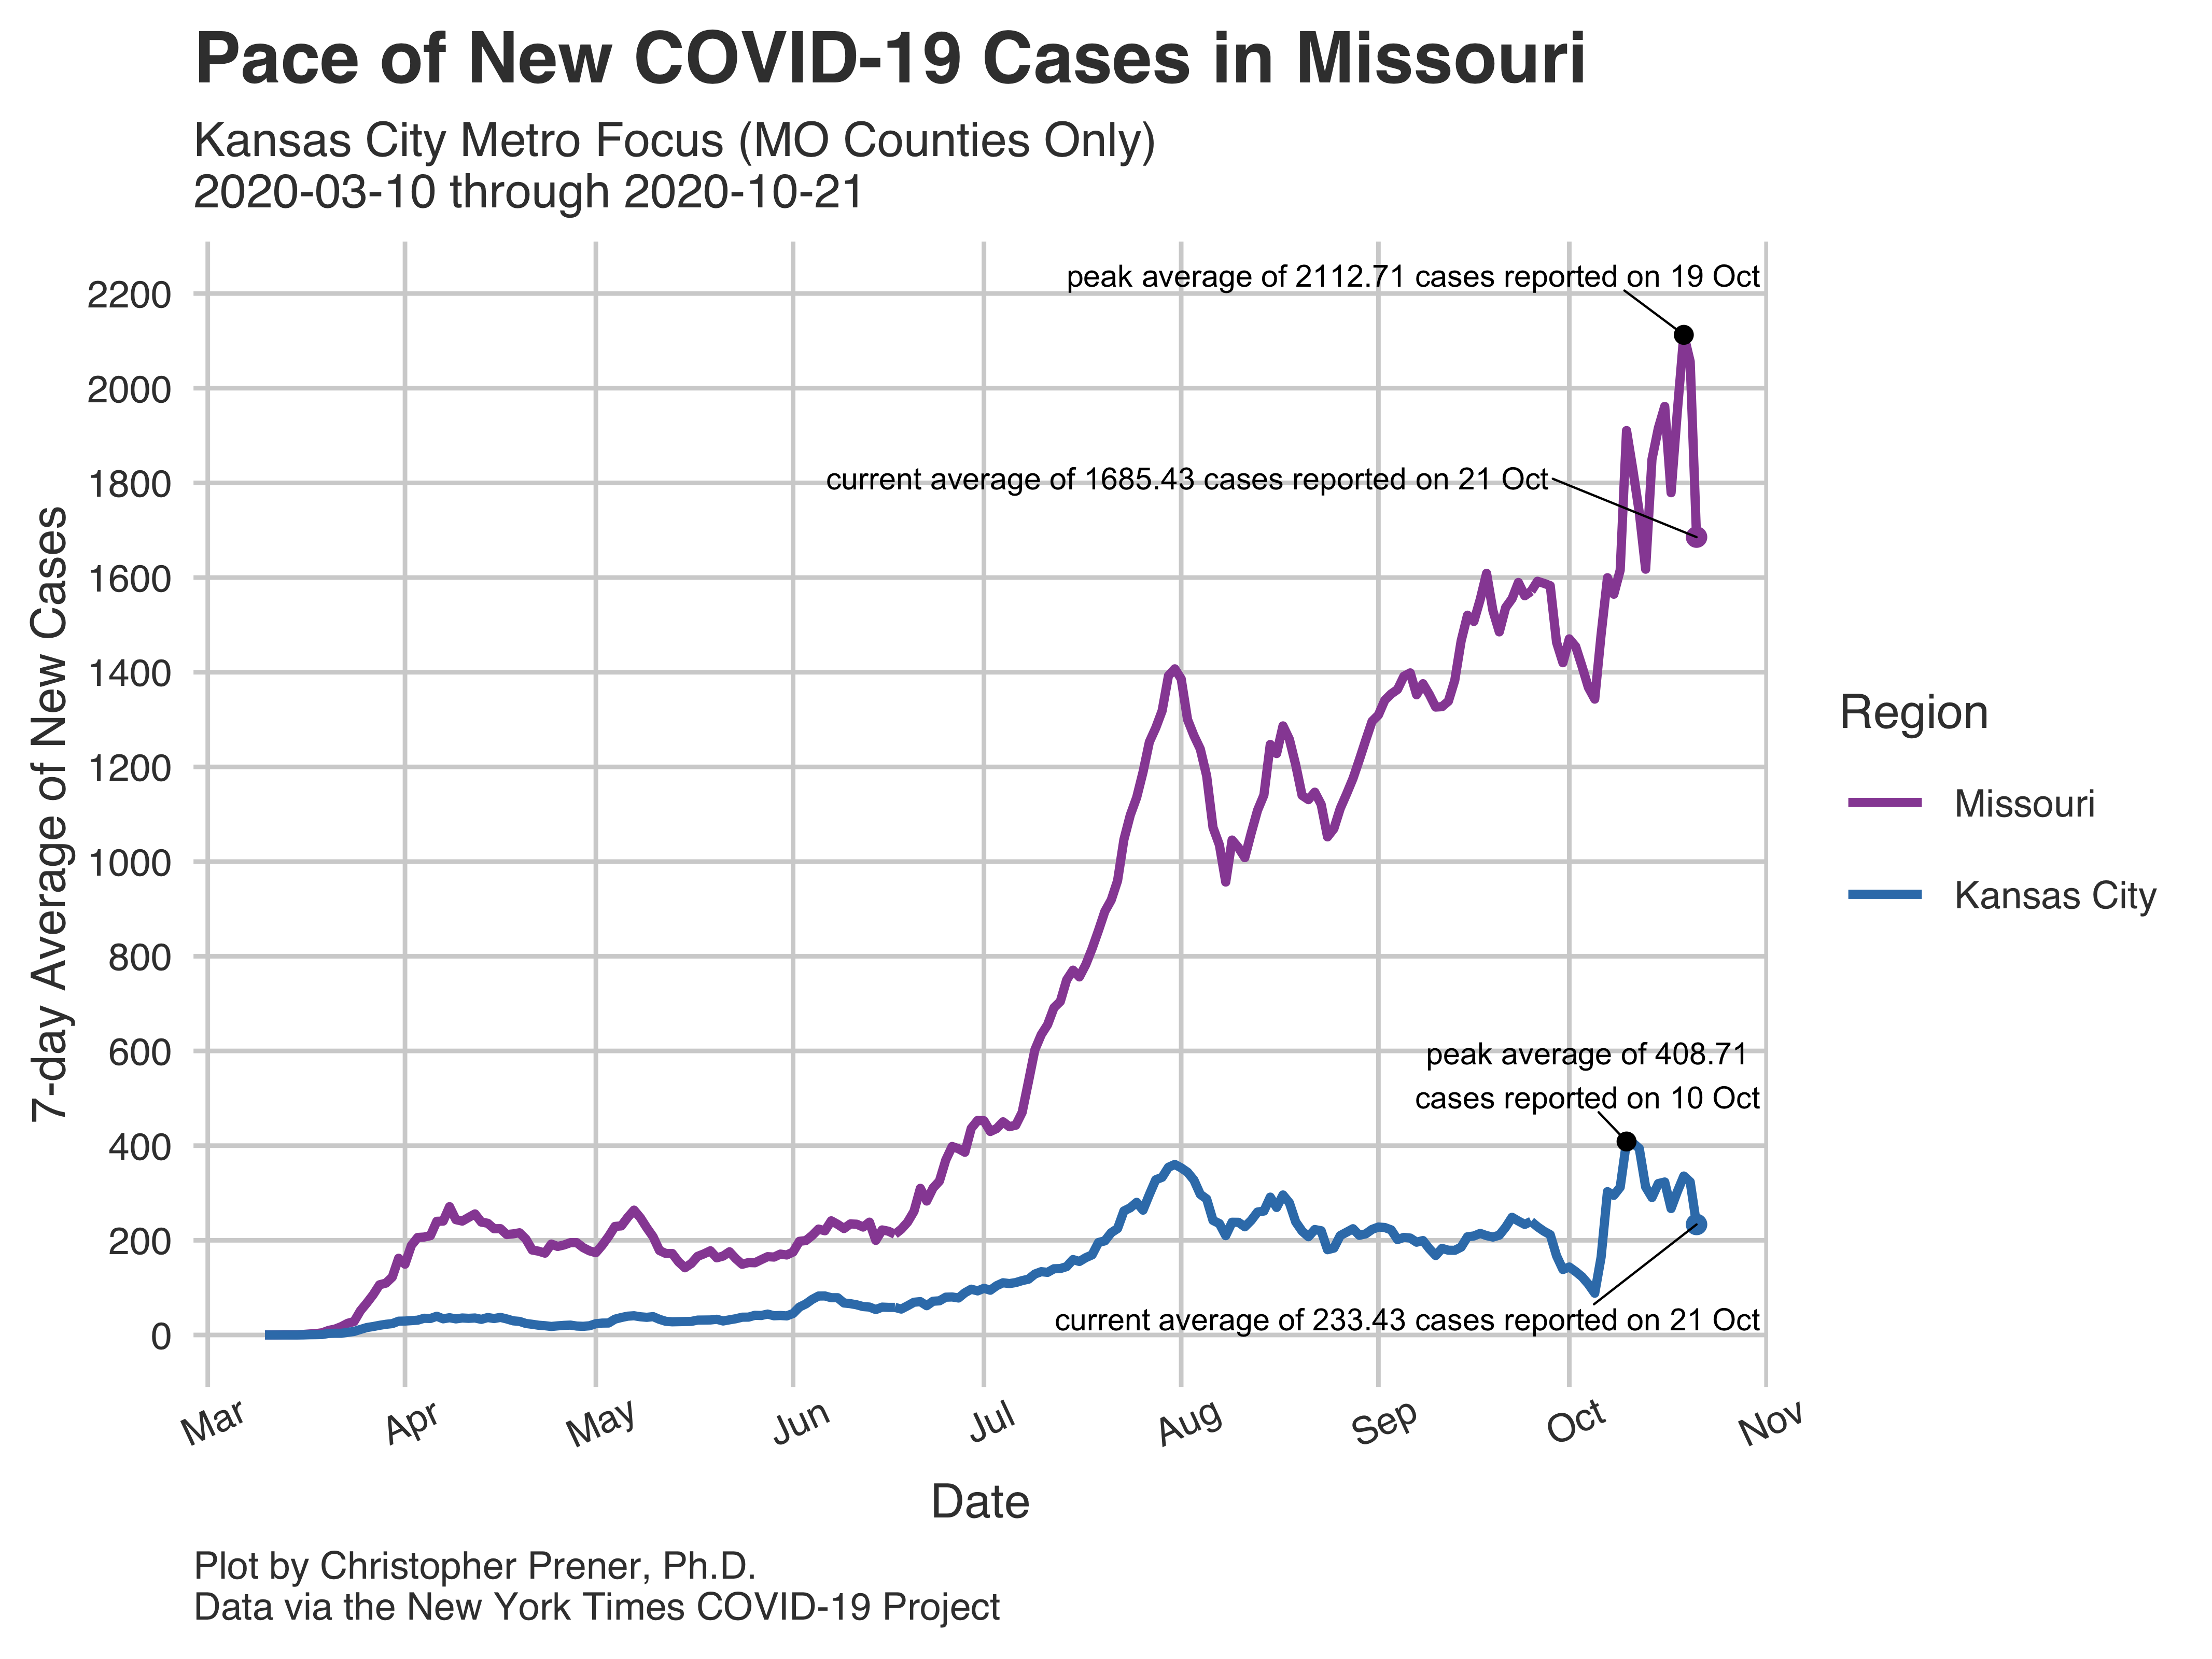 Pace of New COVID-19 Cases in Missouri
Kansas City Metro Focus (MO Counties Only)
2020-03-10 through 2020-10-21
7-day Average of New Cases
2200
2000
1800
1600
1400
1200
1000
800
600
400
200
0
peak average of 2112.71 cases reported on 19 Oct
current average of 1685.43 cases reported on 21 Oct
peak average of 408.71
cases reported on 10 Oct
current average of 233.43 cases reported on 21 Oct
Mar
Apr
May
Jun
Jul
Aug
Sep
Oct
Nov
Date
Region
Missouri
Kansas City
Plot by Christopher Prener, Ph.D.
Data via the New York Times COVID-19 Project